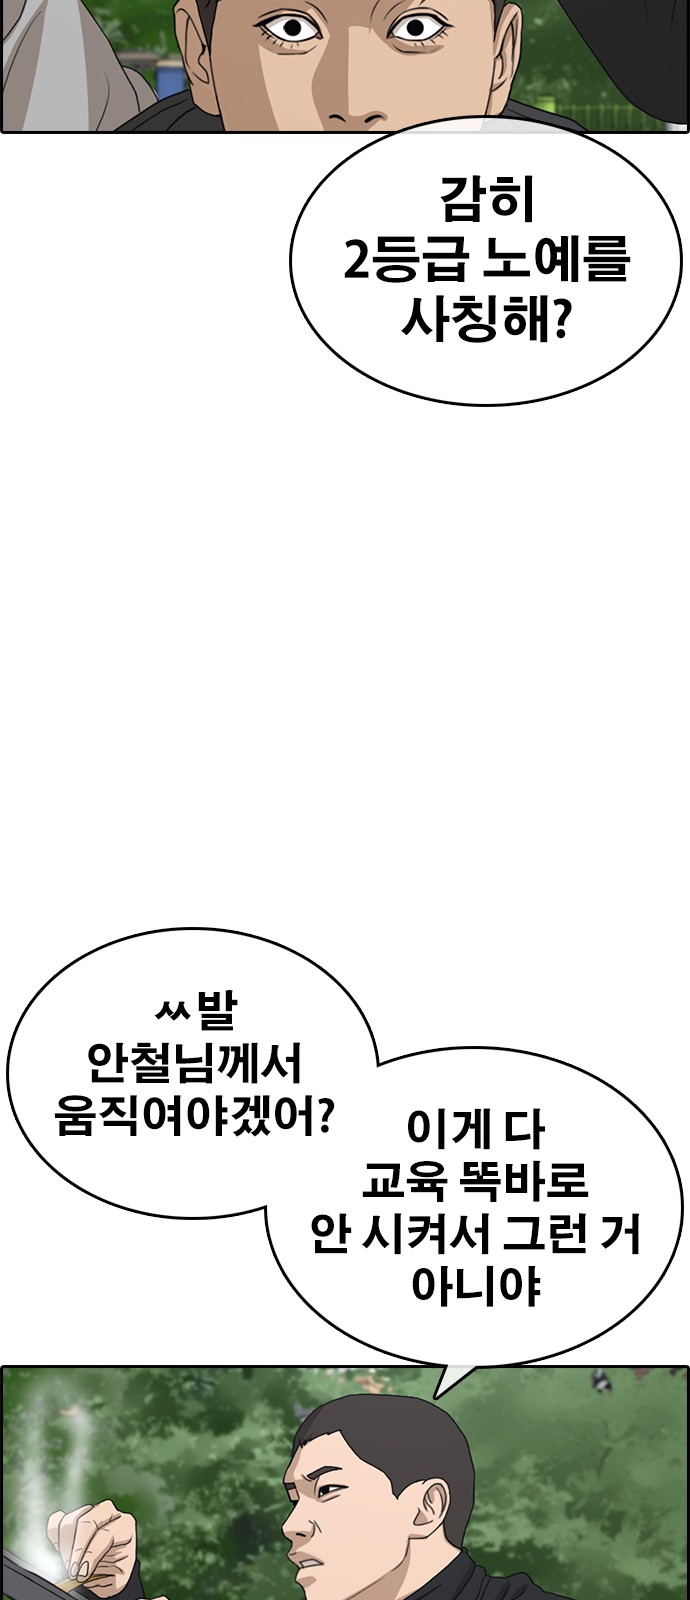 감히
2등급 노예를
사칭해?
ㅆ발
안철님께서
움직여야겠어?
이게 다
교육 똑바로
안 시켜서 그런 거
아니야